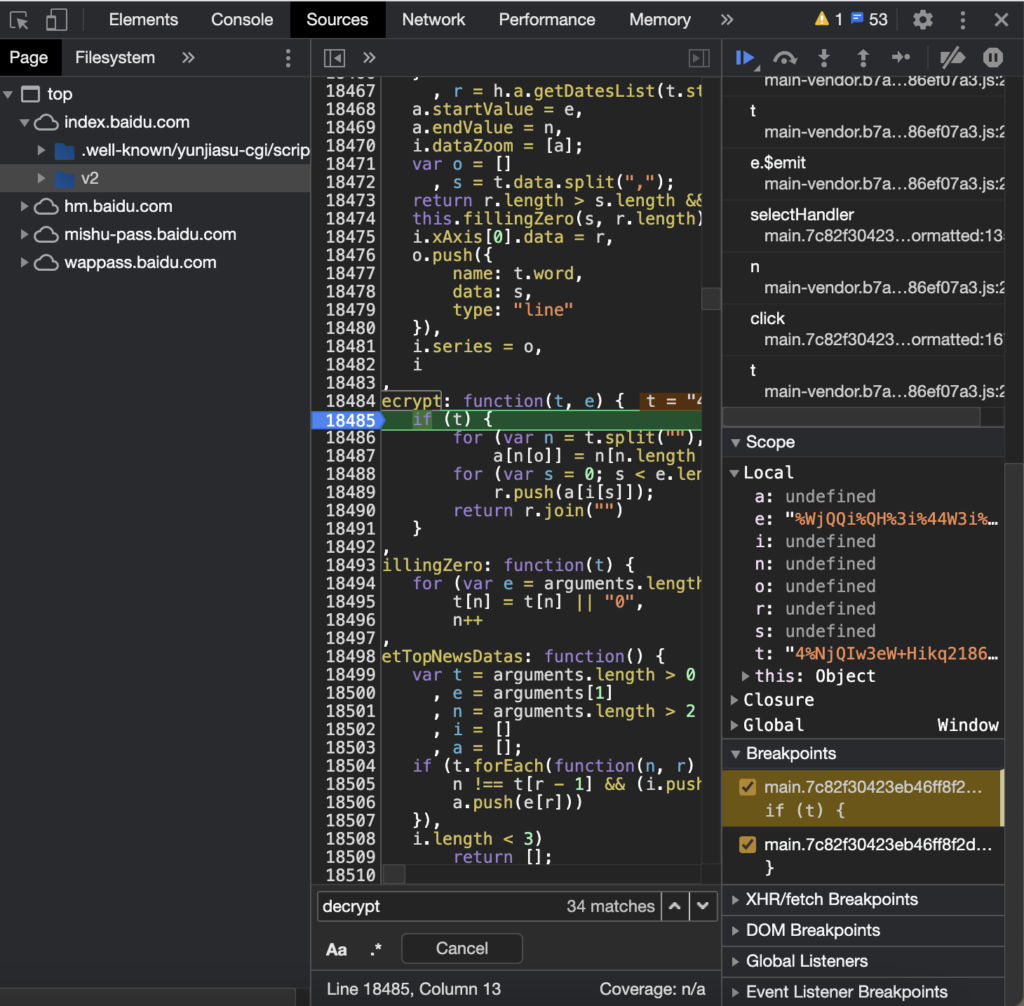 Elements Console Sources Network Performance Memory » 1 53
Page Filesystem »
top
index.baidu.com
.well-known/yunjiasu-cgi/scrip
v2
hm.baidu.com
mishu-pass.baidu.com
wappass.baidu.com
»
18467 , r = h.a.getDatesList(t.st
18468 a.startValue = e,
18469 a.endValue = n,
18470 i.dataZoom = [a];
18471 var o = []
18472 , s = t.data.split(",");
18473 return r.length > s.length &&
18474 this.fillingZero(s, r.length)
18475 i.xAxis[0].data = r,
18476 o.push({
18477 name: t.word,
18478 data: s,
18479 type: "line"
18480 }),
18481 i.series = o,
18482 i
18483 ,
18484 ecrypt: function(t, e) { t = "4
18485 if (t) {
18486 for (var n = t.split(""),
18487 a[n[o]] = n[n.length
18488 for (var s = 0; s < e.len
18489 r.push(a[i[s]]);
18490 return r.join("")
18491 }
18492 ,
18493 illingZero: function(t) {
18494 for (var e = arguments.length
18495 t[n] = t[n] || "0",
18496 n++
18497 ,
18498 etTopNewsDatas: function() {
18499 var t = arguments.length > 0
18500 , e = arguments[1]
18501 , n = arguments.length > 2
18502 , i = []
18503 , a = [];
18504 if (t.forEach(function(n, r)
18505 n !== t[r - 1] && (i.push
18506 a.push(e[r]))
18507 }),
18508 i.length < 3)
18509 return [];
18510
decrypt 34 matches
Aa .* Cancel
Line 18485, Column 13 Coverage: n/a
main-vendor.b7a…86ef07a3.js:2
t
main-vendor.b7a…86ef07a3.js:2
e.$emit
main-vendor.b7a…86ef07a3.js:2
selectHandler
main.7c82f30423…ormatted:13
n
main-vendor.b7a…86ef07a3.js:2
click
main.7c82f30423…ormatted:16
t
main-vendor.b7a…86ef07a3.js:2
Scope
Local
a: undefined
e: "%WjQQi%QH%3i%44W3i%…
i: undefined
n: undefined
o: undefined
r: undefined
s: undefined
t: "4%NjQIw3eW+Hikq2186…
this: Object
Closure
Global Window
Breakpoints
main.7c82f30423eb46ff8f2…
if (t) {
main.7c82f30423eb46ff8f2d…
}
XHR/fetch Breakpoints
DOM Breakpoints
Global Listeners
Event Listener Breakpoints